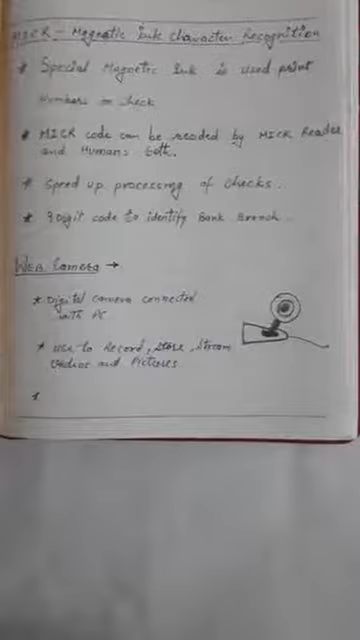 MICR - Magnetic Ink Character Recognition
* Special Magnetic Ink is used print
Numbers on check
* MICR code can be readed by MICR Reader
and Humans both.
* Speed up processing of checks.
* 9 Digit code to identify Bank Branch.
WEB Camera →
* Digital camera connected
with PC
* use to Record, Store, Stream
Vedios and Pictures
*